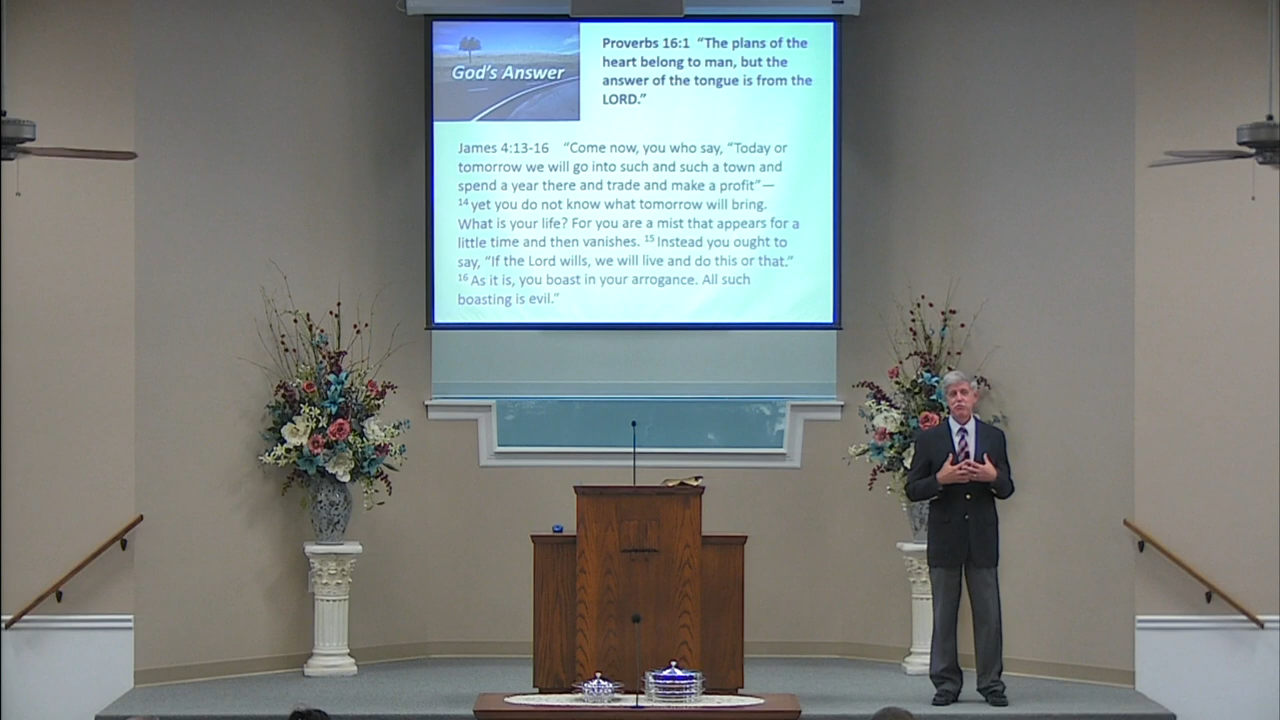 God's Answer
Proverbs 16:1 “The plans of the
heart belong to man, but the
answer of the tongue is from the
LORD.”
James 4:13-16 “Come now, you who say, “Today or
tomorrow we will go into such and such a town and
spend a year there and trade and make a profit”—
14 yet you do not know what tomorrow will bring.
What is your life? For you are a mist that appears for a
little time and then vanishes. 15 Instead you ought to
say, “If the Lord wills, we will live and do this or that.”
16 As it is, you boast in your arrogance. All such
boasting is evil.”